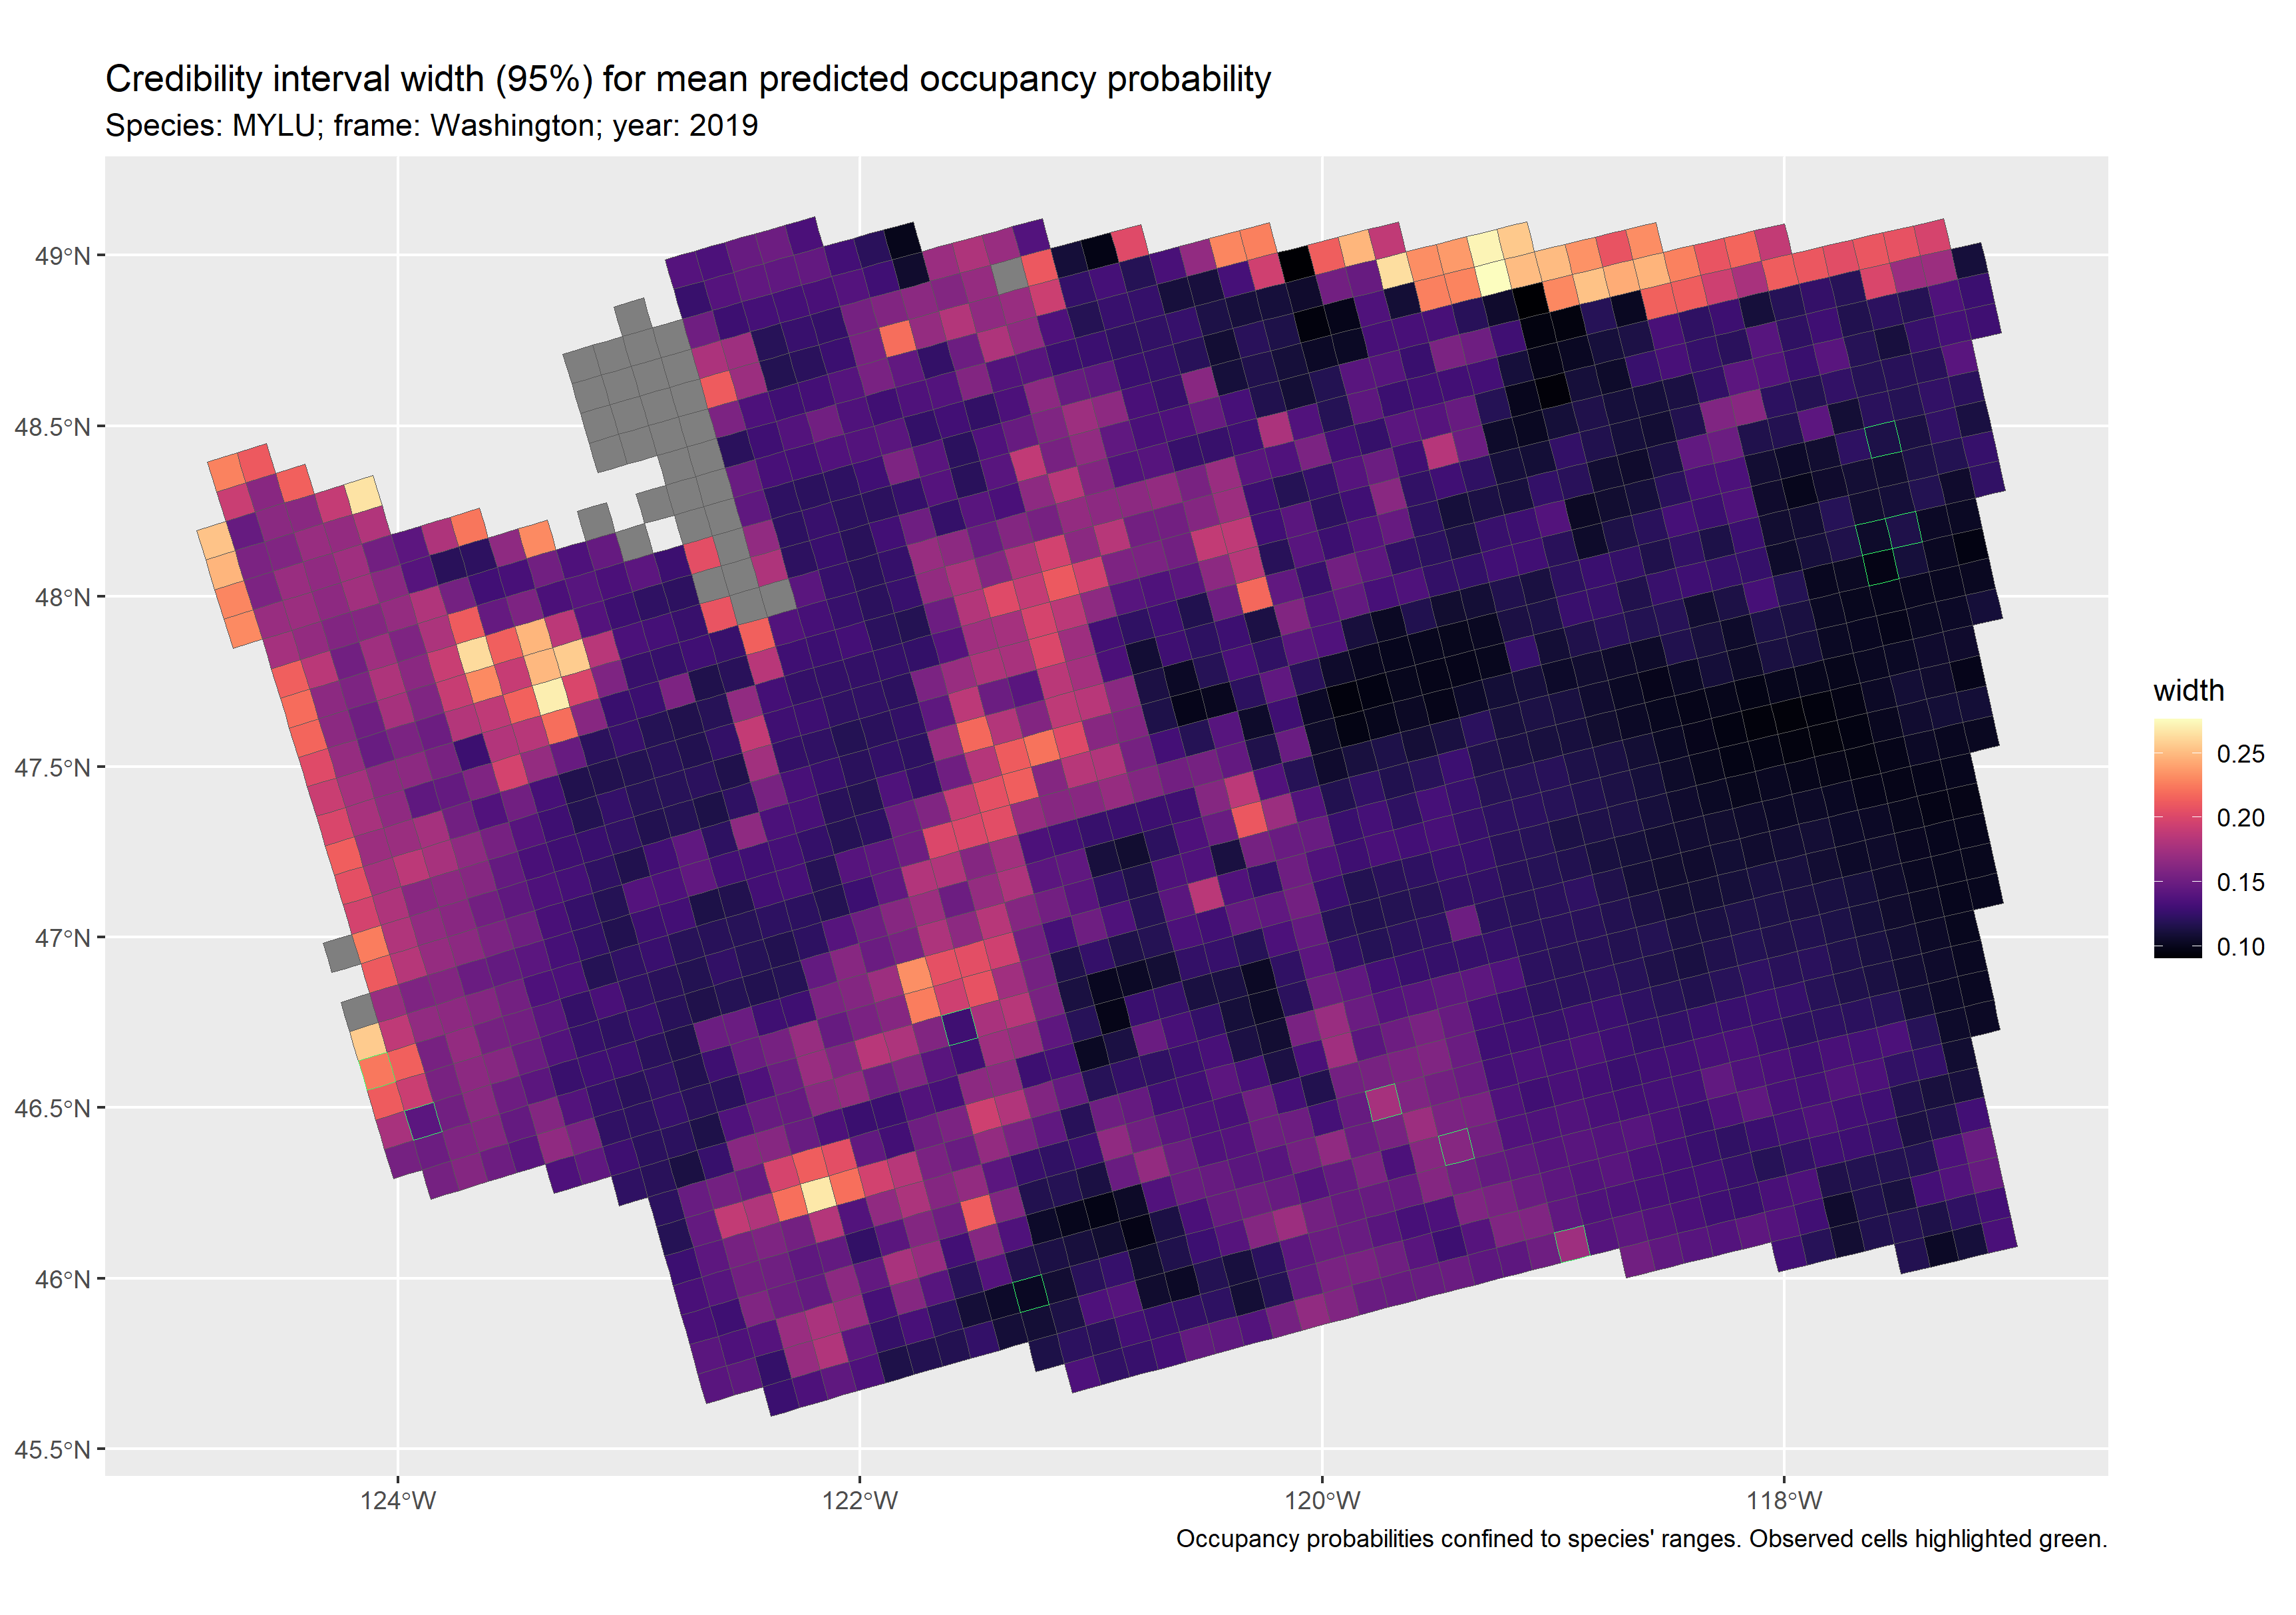 Credibility interval width (95%) for mean predicted occupancy probability
Species: MYLU; frame: Washington; year: 2019
49°N
48.5°N
48°N
47.5°N
47°N
46.5°N
46°N
45.5°N
124°W
122°W
120°W
118°W
width
0.25
0.20
0.15
0.10
Occupancy probabilities confined to species' ranges. Observed cells highlighted green.